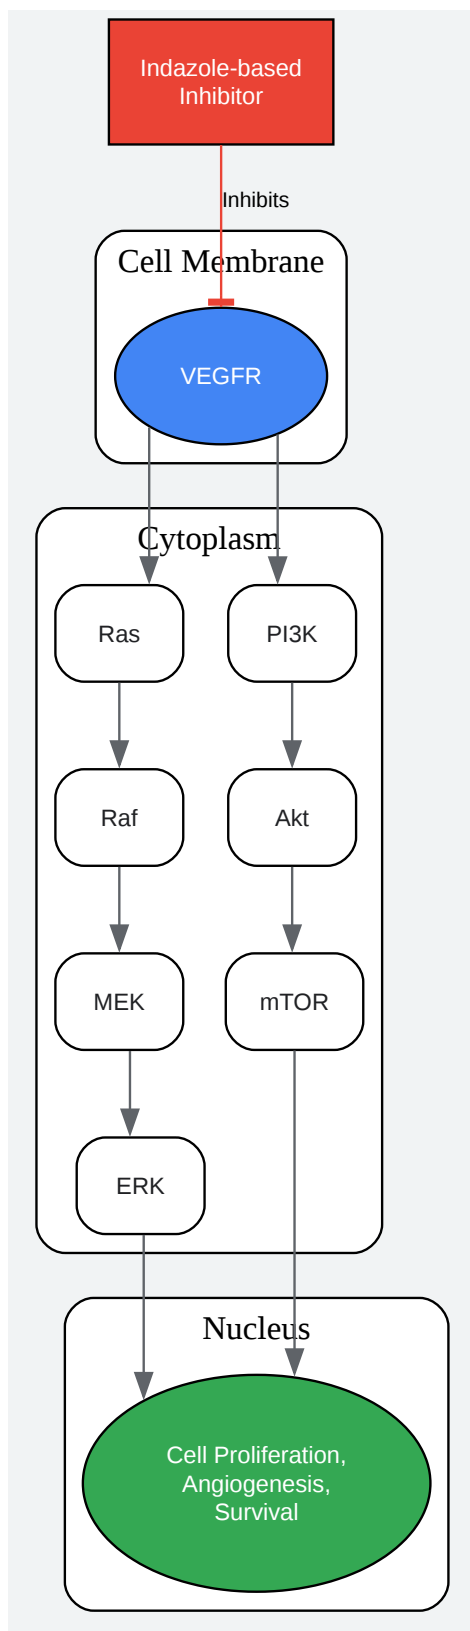 Indazole-based
Inhibitor
Inhibits
Cell Membrane
VEGFR
Cytoplasm
Ras
PI3K
Raf
Akt
MEK
mTOR
ERK
Nucleus
Cell Proliferation,
Angiogenesis,
Survival